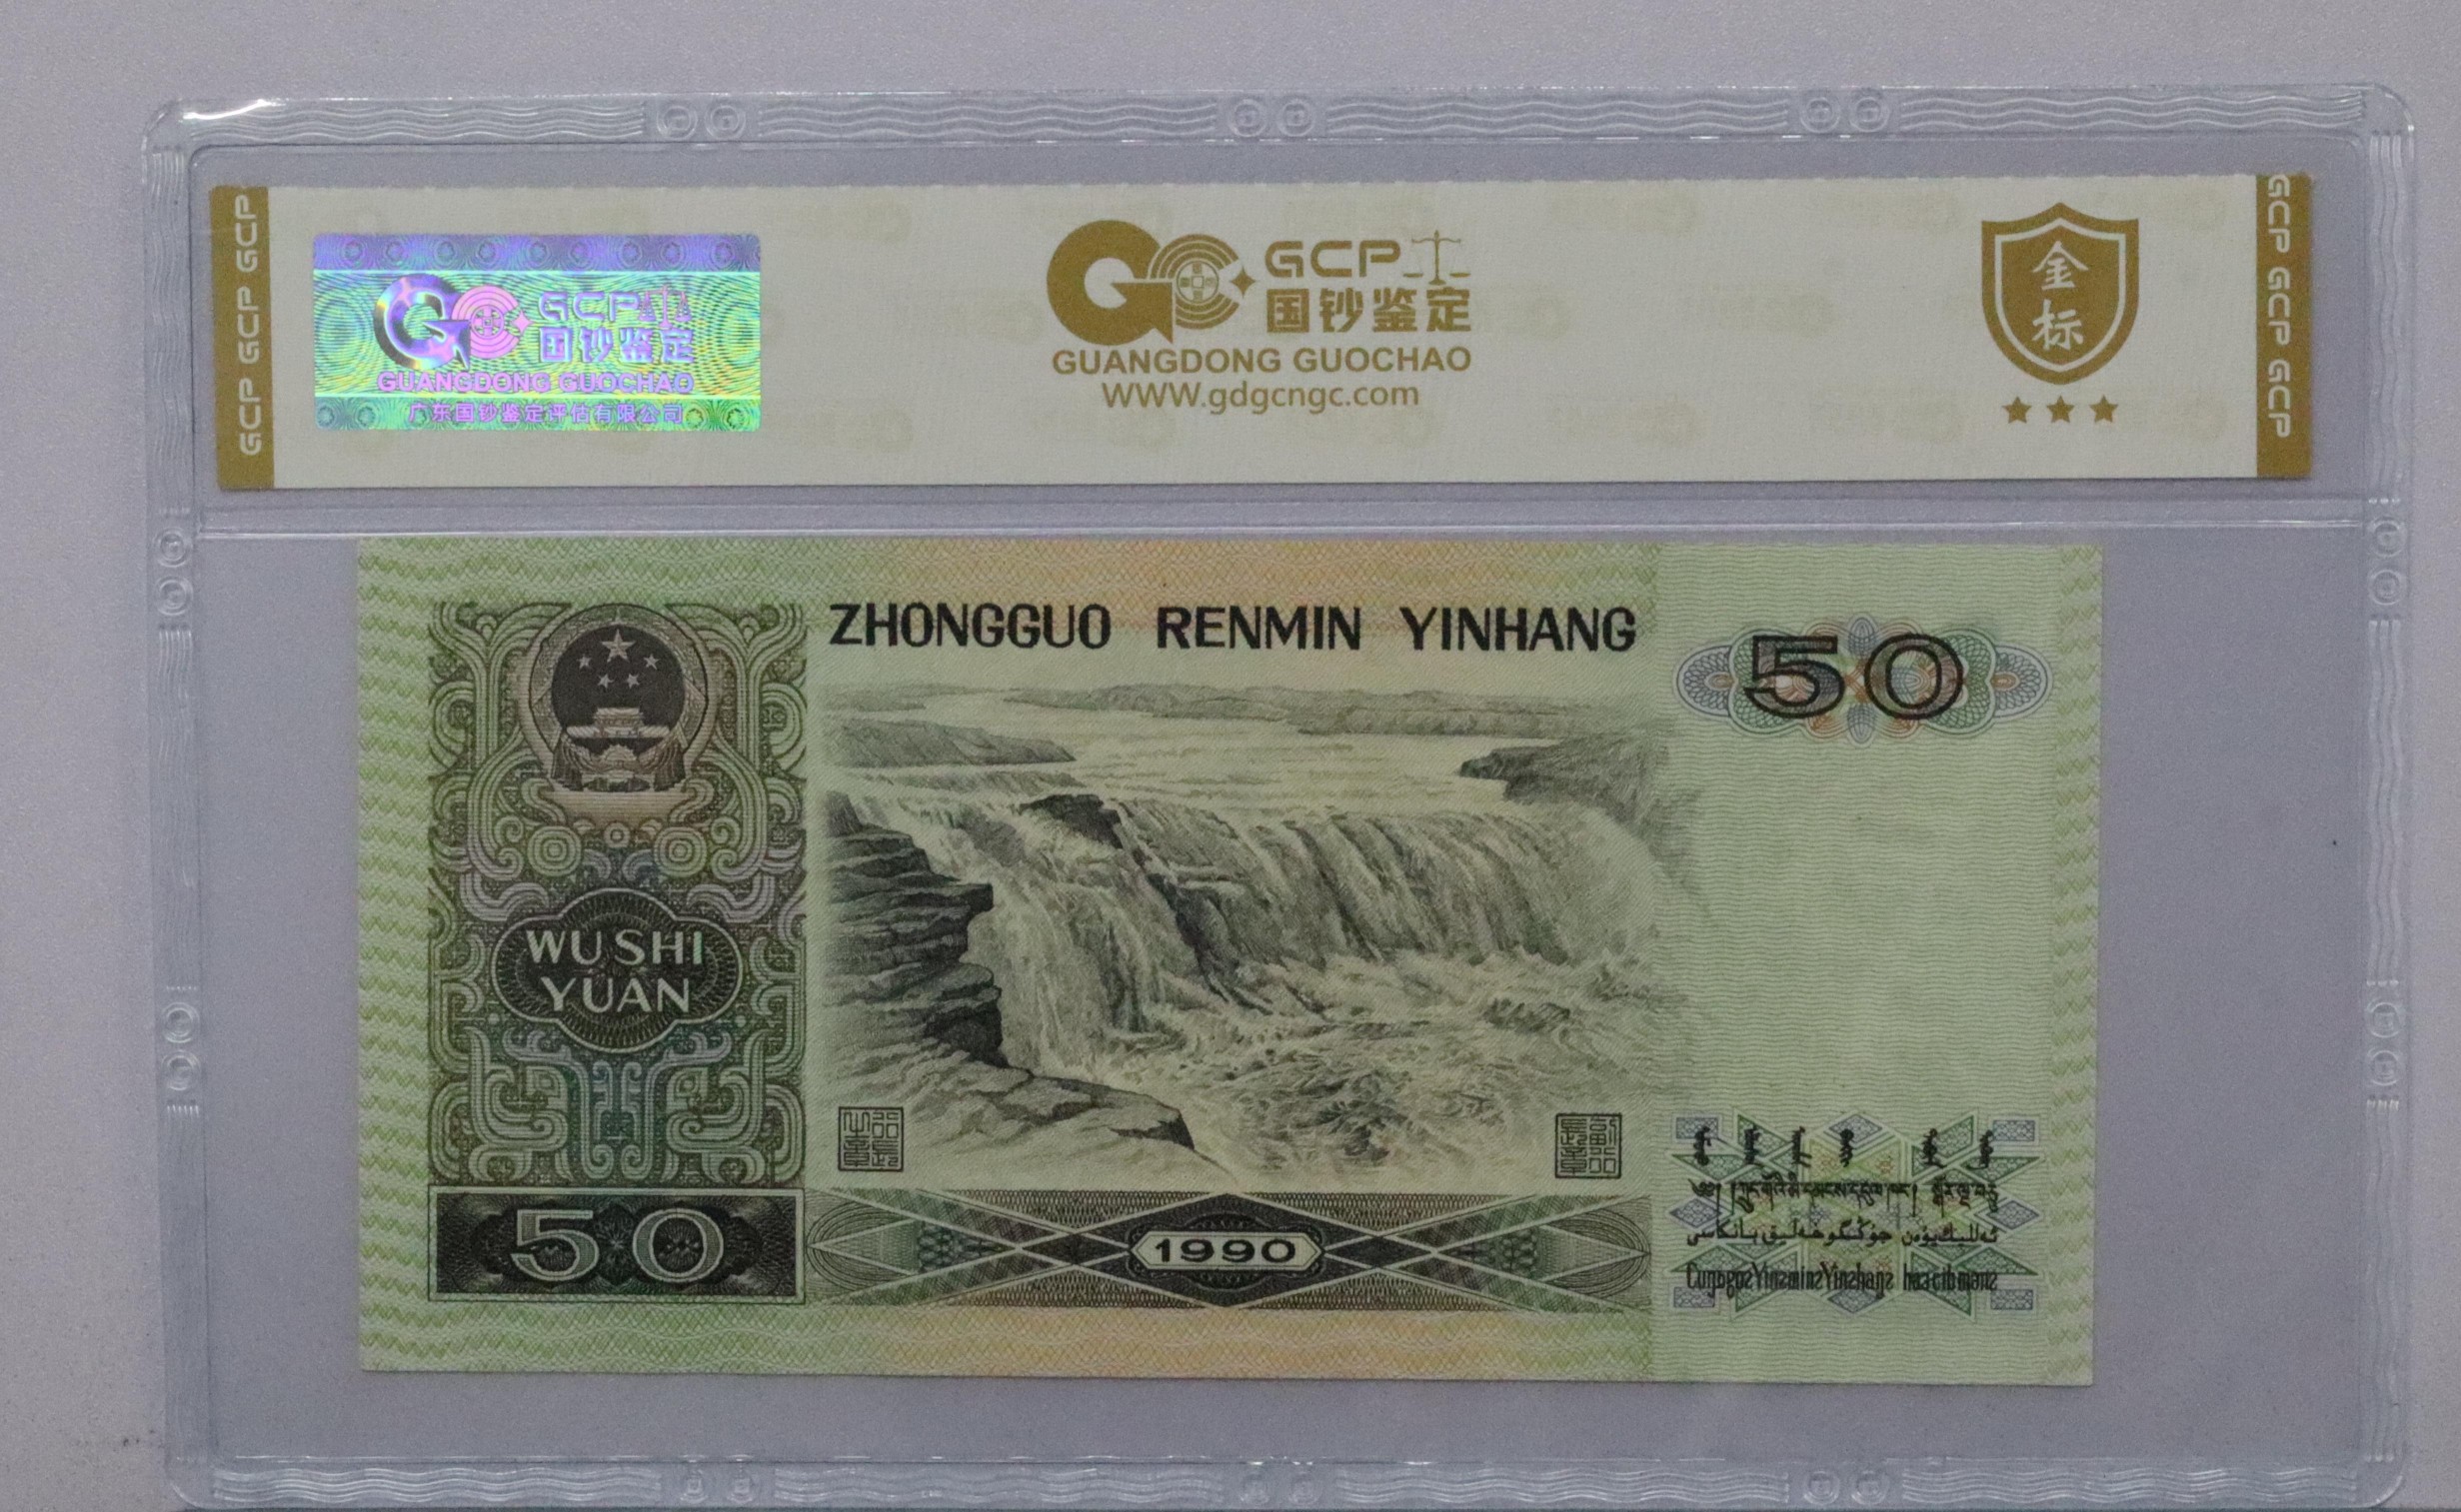 GCP GCP GCP
GCP
国钞鉴定
GUANGDONG GUOCHAO
广东国钞鉴定评估有限公司
GCP
国钞鉴定
GUANGDONG GUOCHAO
WWW.gdgcngc.com
金
标
GCP GCP GCP
ZHONGGUO RENMIN YINHANG
50
WU SHI
YUAN
50
1990